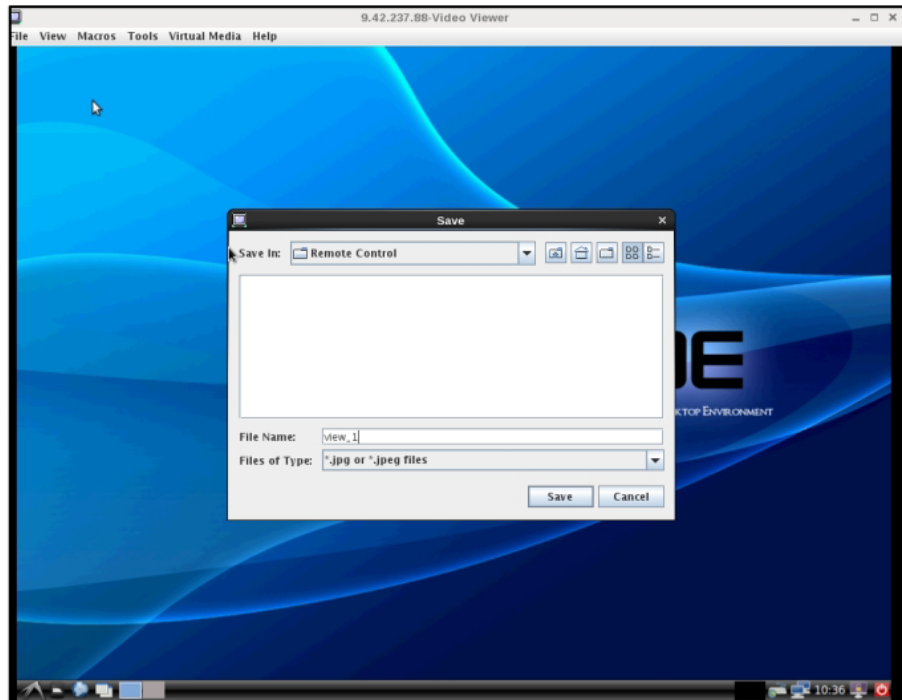 9.42.237.88-Video Viewer
File View Macros Tools Virtual Media Help
Save
Save In: Remote Control
DE
KTOP ENVIRONMENT
File Name: view_1
Files of Type: *.jpg or *.jpeg files
Save Cancel
10:36